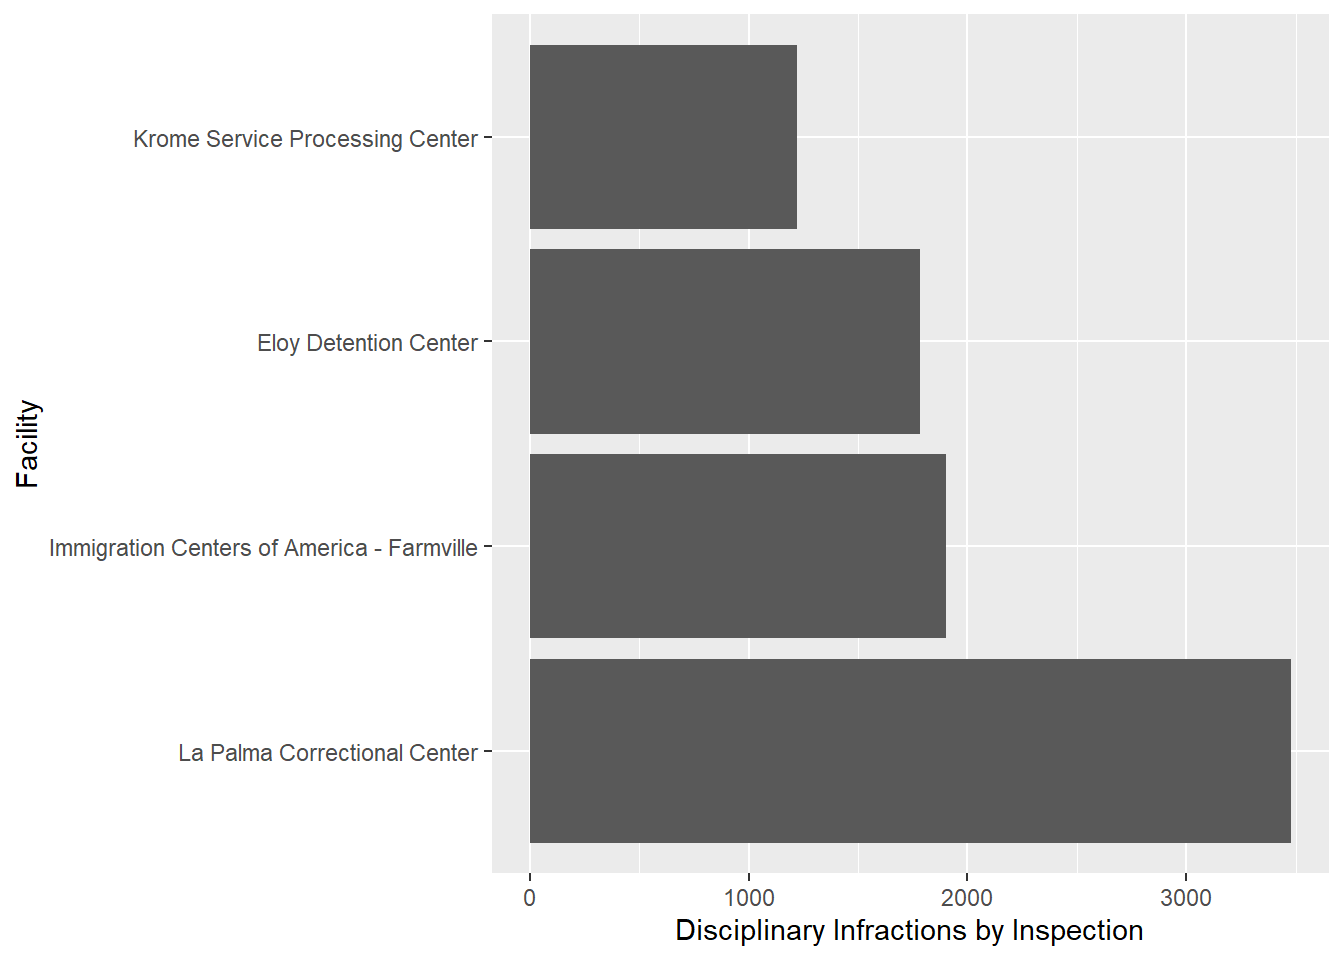 Krome Service Processing Center
Eloy Detention Center
Facility
Immigration Centers of America - Farmville
La Palma Correctional Center
0 1000 2000 3000
Disciplinary Infractions by Inspection